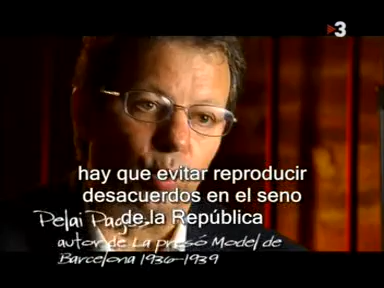 3
hay que evitar reproducir
desacuerdos en el seno
de la República
Pelai Pagès
autor de La presó Model de
Barcelona 1936-1939